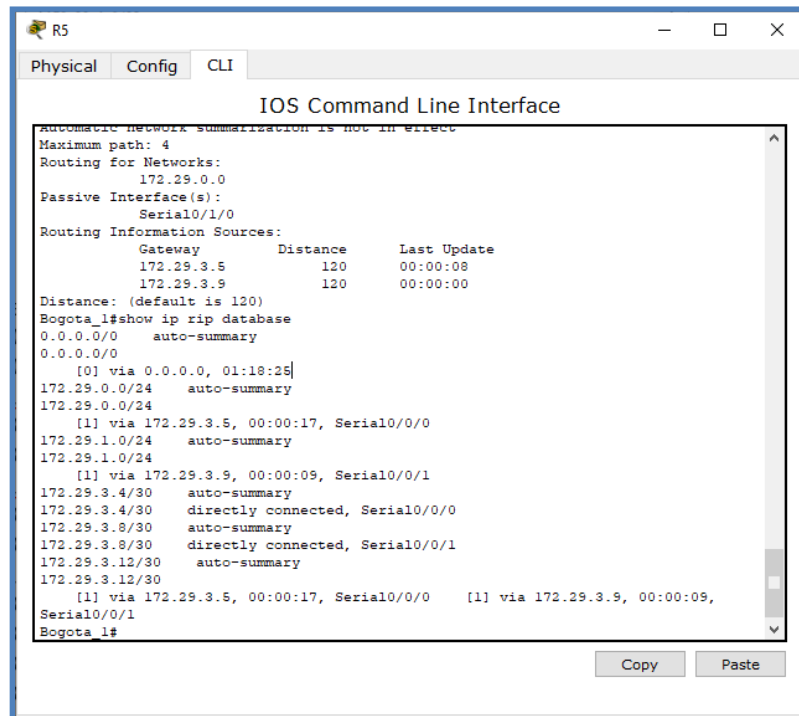 R5
Physical Config CLI
IOS Command Line Interface
Automatic network summarization is not in effect
Maximum path: 4
Routing for Networks:
172.29.0.0
Passive Interface(s):
Serial0/1/0
Routing Information Sources:
Gateway Distance Last Update
172.29.3.5 120 00:00:08
172.29.3.9 120 00:00:00
Distance: (default is 120)
Bogota_1#show ip rip database
0.0.0.0/0 auto-summary
0.0.0.0/0
[0] via 0.0.0.0, 01:18:25
172.29.0.0/24 auto-summary
172.29.0.0/24
[1] via 172.29.3.5, 00:00:17, Serial0/0/0
172.29.1.0/24 auto-summary
172.29.1.0/24
[1] via 172.29.3.9, 00:00:09, Serial0/0/1
172.29.3.4/30 auto-summary
172.29.3.4/30 directly connected, Serial0/0/0
172.29.3.8/30 auto-summary
172.29.3.8/30 directly connected, Serial0/0/1
172.29.3.12/30 auto-summary
172.29.3.12/30
[1] via 172.29.3.5, 00:00:17, Serial0/0/0 [1] via 172.29.3.9, 00:00:09,
Serial0/0/1
Bogota_1#
Copy Paste